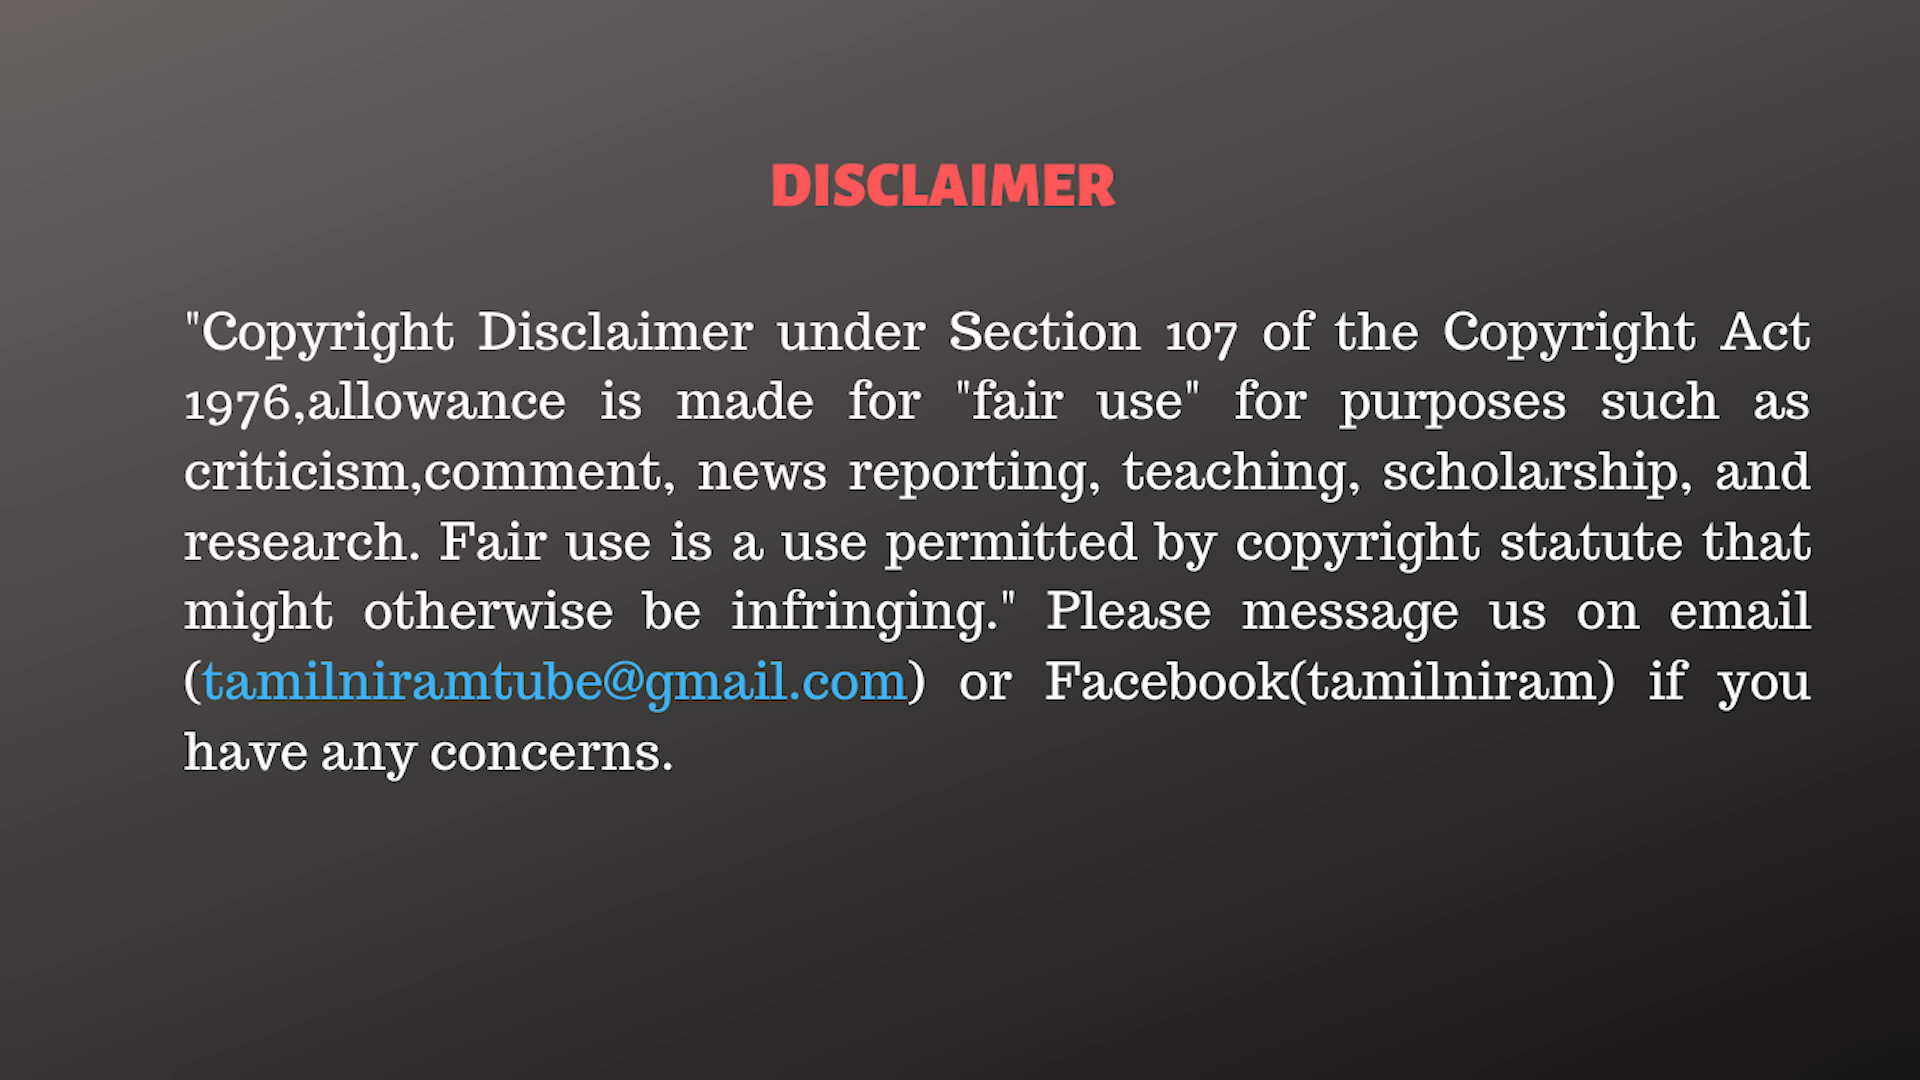 DISCLAIMER
"Copyright Disclaimer under Section 107 of the Copyright Act
1976,allowance is made for "fair use" for purposes such as
criticism,comment, news reporting, teaching, scholarship, and
research. Fair use is a use permitted by copyright statute that
might otherwise be infringing." Please message us on email
(tamilniramtube@gmail.com) or Facebook(tamilniram) if you
have any concerns.